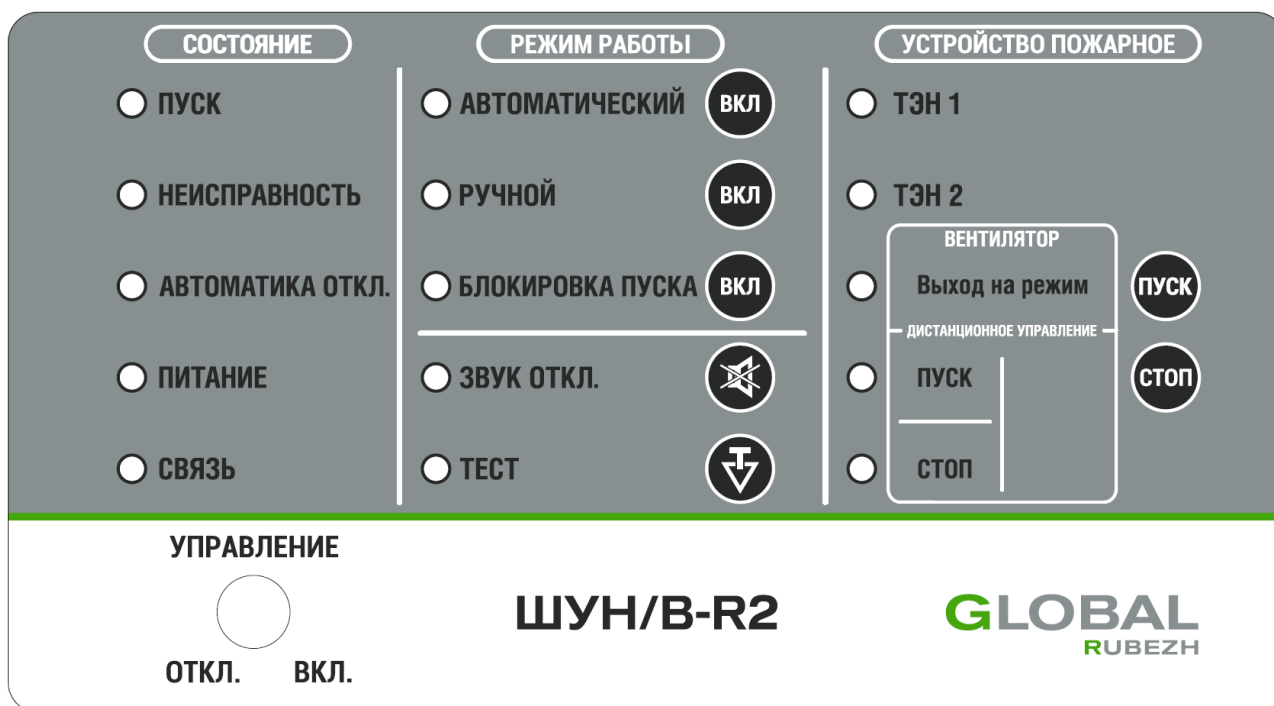 СОСТОЯНИЕ
ПУСК
НЕИСПРАВНОСТЬ
АВТОМАТИКА ОТКЛ.
ПИТАНИЕ
СВЯЗЬ
РЕЖИМ РАБОТЫ
АВТОМАТИЧЕСКИЙ ВКЛ
РУЧНОЙ ВКЛ
БЛОКИРОВКА ПУСКА ВКЛ
ЗВУК ОТКЛ.
ТЕСТ
УСТРОЙСТВО ПОЖАРНОЕ
ТЭН 1
ТЭН 2
ВЕНТИЛЯТОР
Выход на режим ПУСК
ДИСТАНЦИОННОЕ УПРАВЛЕНИЕ
ПУСК СТОП
СТОП
УПРАВЛЕНИЕ
ОТКЛ. ВКЛ.
ШУН/В-R2
GLOBAL
RUBEZH